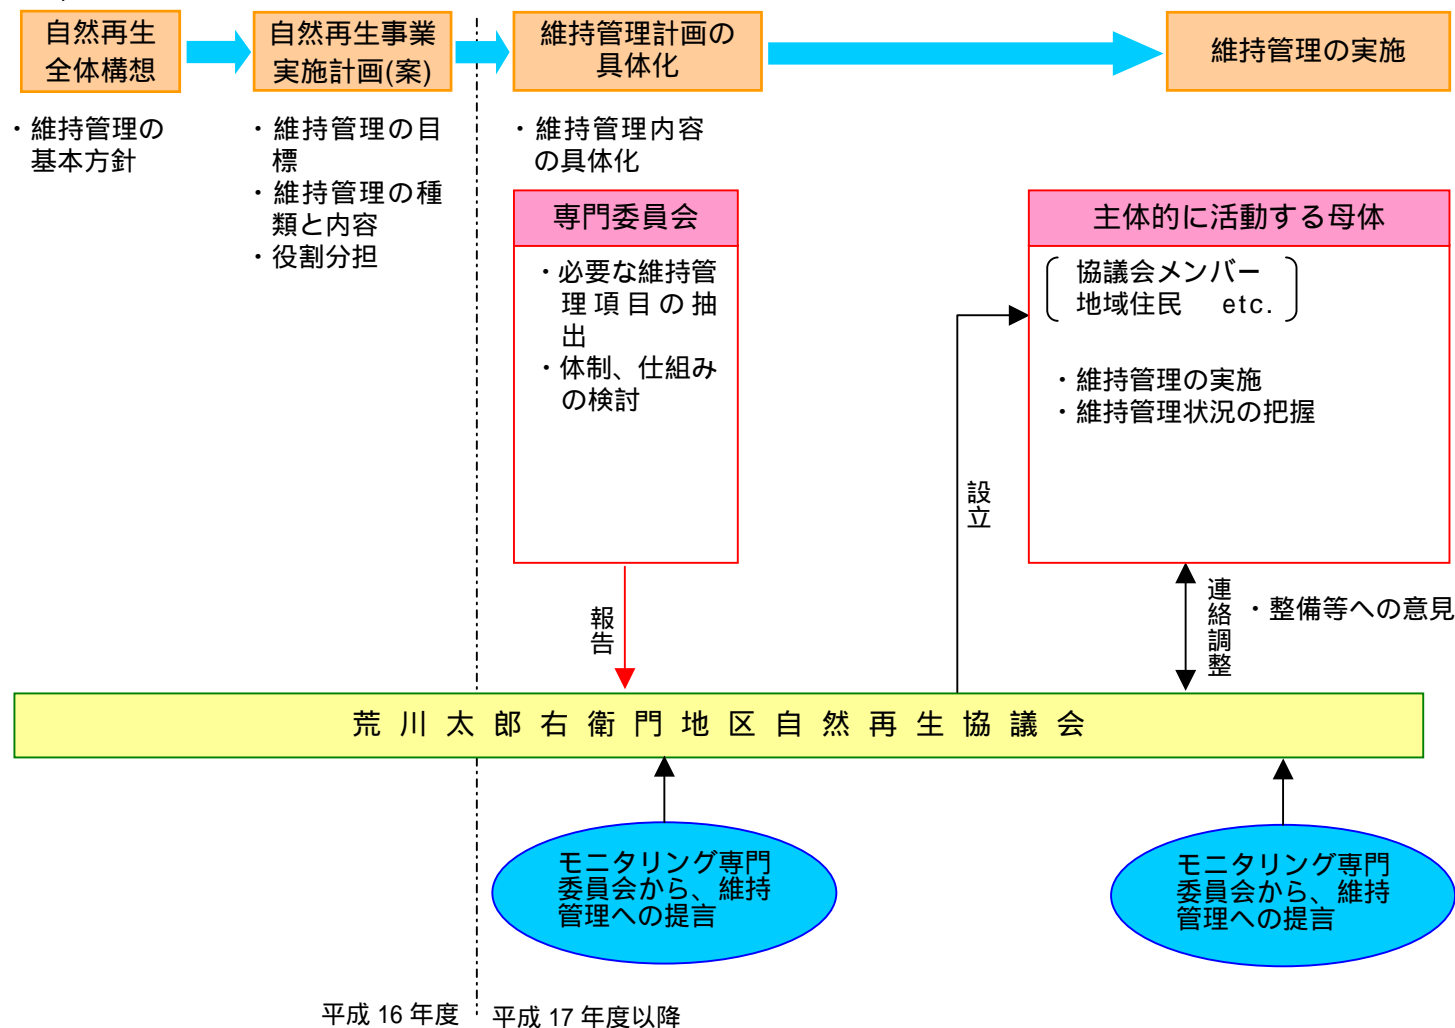 自然再生
全体構想
自然再生事業
実施計画(案)
維持管理計画の
具体化
維持管理の実施
・維持管理の
基本方針
・維持管理の目
標
・維持管理の種
類と内容
・役割分担
・維持管理内容
の具体化
専門委員会
・必要な維持管
理項目の抽
出
・体制、仕組み
の検討
主体的に活動する母体
協議会メンバー
地域住民 etc.
・維持管理の実施
・維持管理状況の把握
設立
報告
連絡調整
・整備等への意見
荒川太郎右衛門地区自然再生協議会
モニタリング専門
委員会から、維持
管理への提言
モニタリング専門
委員会から、維持
管理への提言
平成 16 年度
平成 17 年度以降